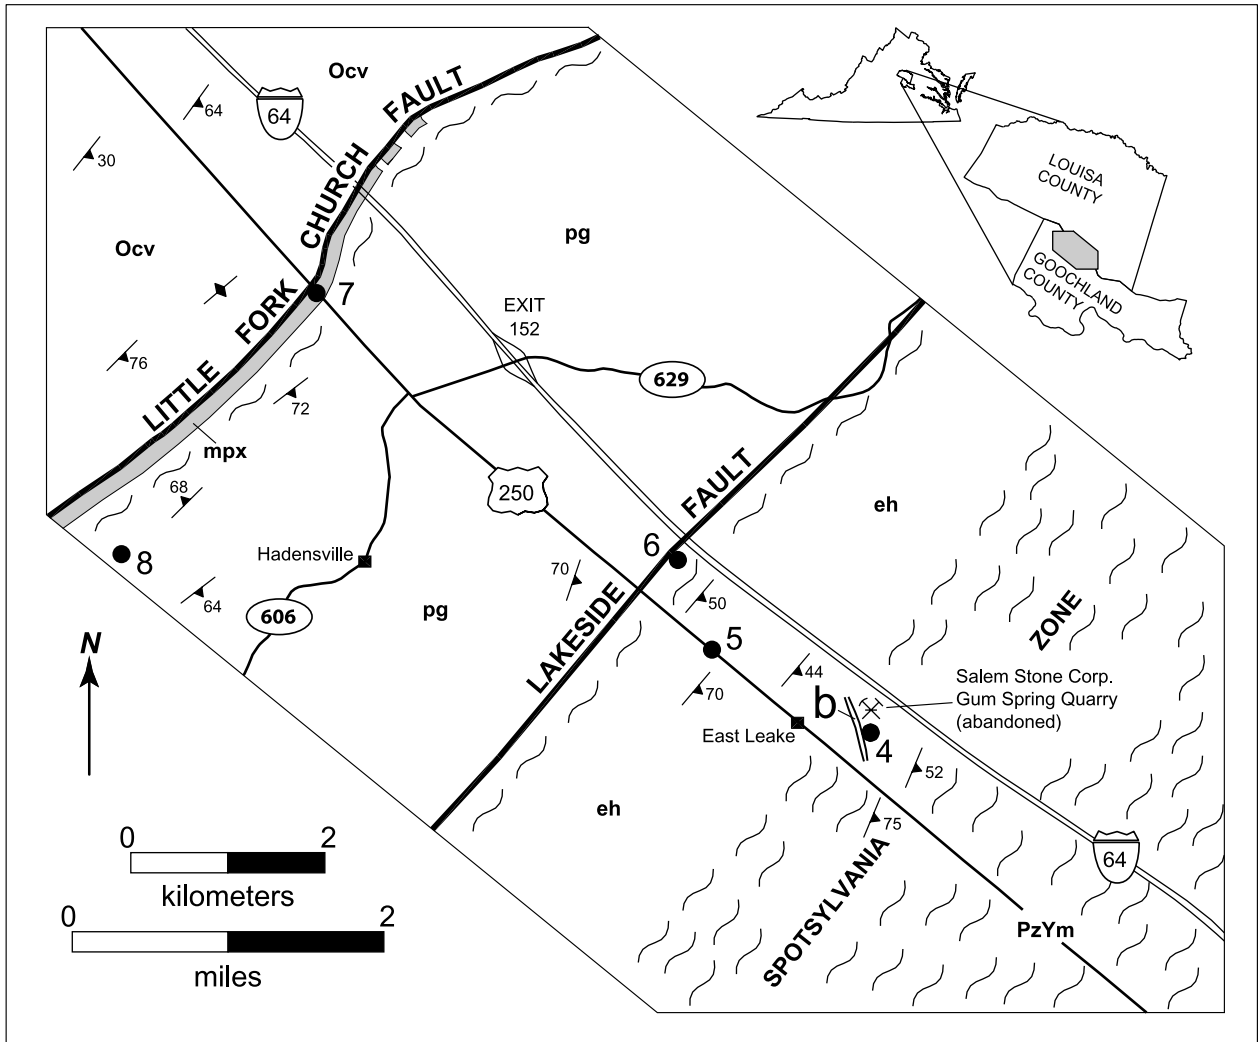 Ocv
64
64
30
FAULT
CHURCH
FORK
LITTLE
Ocv
7
76
72
mpx
68
8
64
pg
EXIT
152
629
250
Hadensville
606
pg
70
6
FAULT
LAKESIDE
50
5
70
44
b
4
East Leake
52
75
eh
eh
ZONE
SPOTSYLVANIA
Salem Stone Corp.
Gum Spring Quarry
(abandoned)
64
PzYm
LOUISA
COUNTY
GOOCHLAND
COUNTY
N
0 2
kilometers
0 2
miles